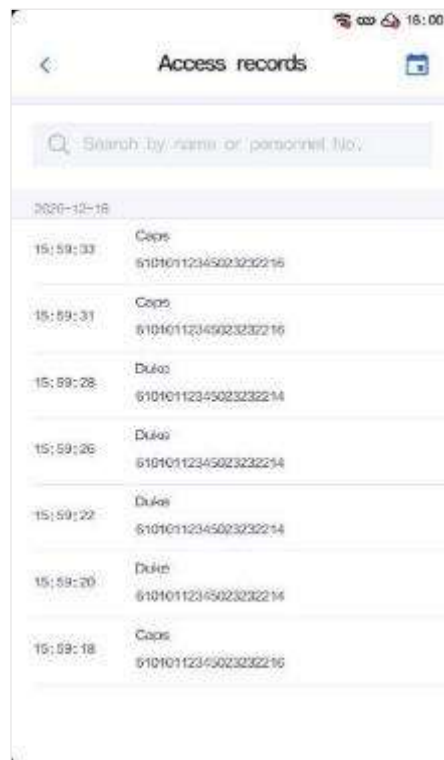 16:00
Access records
Search by name or personnel No.
2020-12-16
15:59:33
Caps
61010112345023232216
15:59:31
Caps
61010112345023232216
15:59:28
Duke
61010112345023232214
15:59:26
Duke
61010112345023232214
15:59:22
Duke
61010112345023232214
15:59:20
Duke
61010112345023232214
15:59:18
Caps
61010112345023232216